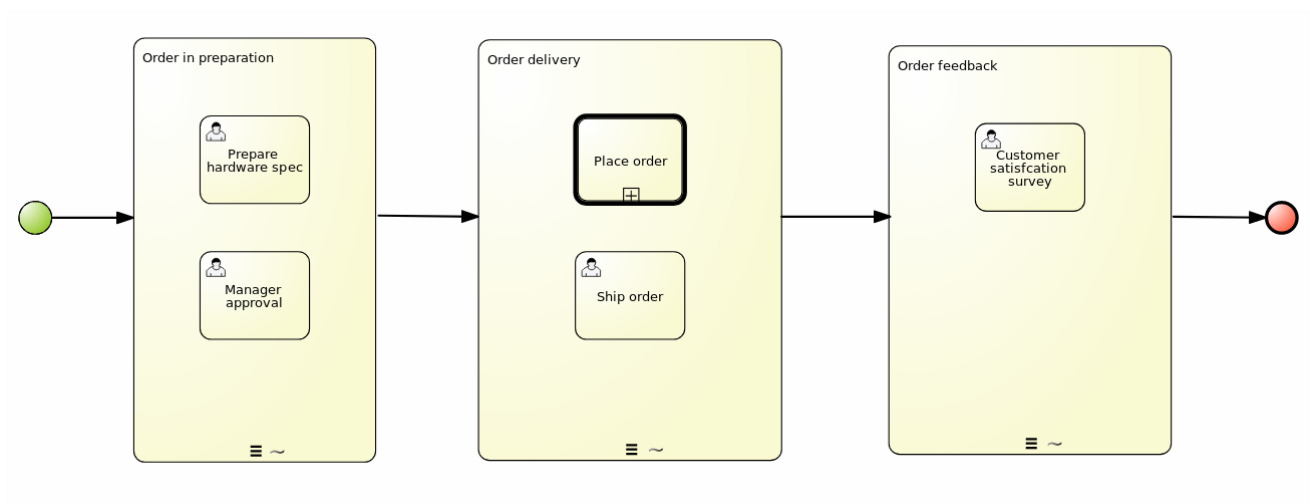 Order in preparation
Prepare
hardware spec
Manager
approval
Order delivery
Place order
Ship order
Order feedback
Customer
satisfcation
survey